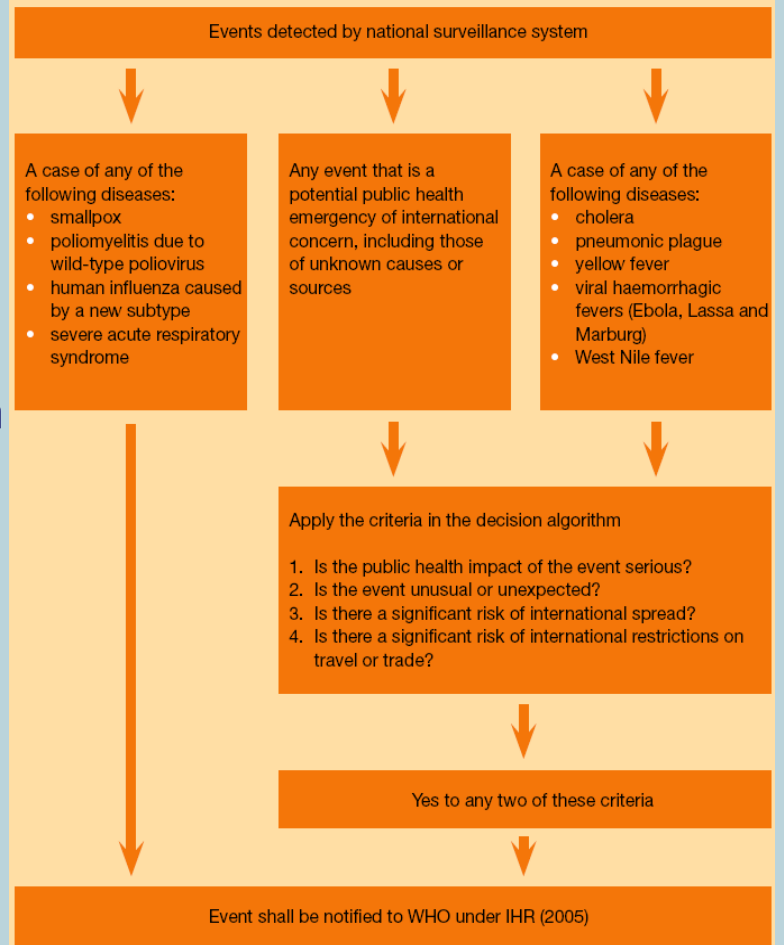 Events detected by national surveillance system
A case of any of the
following diseases:
• smallpox
• poliomyelitis due to
wild-type poliovirus
• human influenza caused
by a new subtype
• severe acute respiratory
syndrome
Any event that is a
potential public health
emergency of international
concern, including those
of unknown causes or
sources
A case of any of the
following diseases:
• cholera
• pneumonic plague
• yellow fever
• viral haemorrhagic
fevers (Ebola, Lassa and
Marburg)
• West Nile fever
Apply the criteria in the decision algorithm
1. Is the public health impact of the event serious?
2. Is the event unusual or unexpected?
3. Is there a significant risk of international spread?
4. Is there a significant risk of international restrictions on
travel or trade?
Yes to any two of these criteria
Event shall be notified to WHO under IHR (2005)